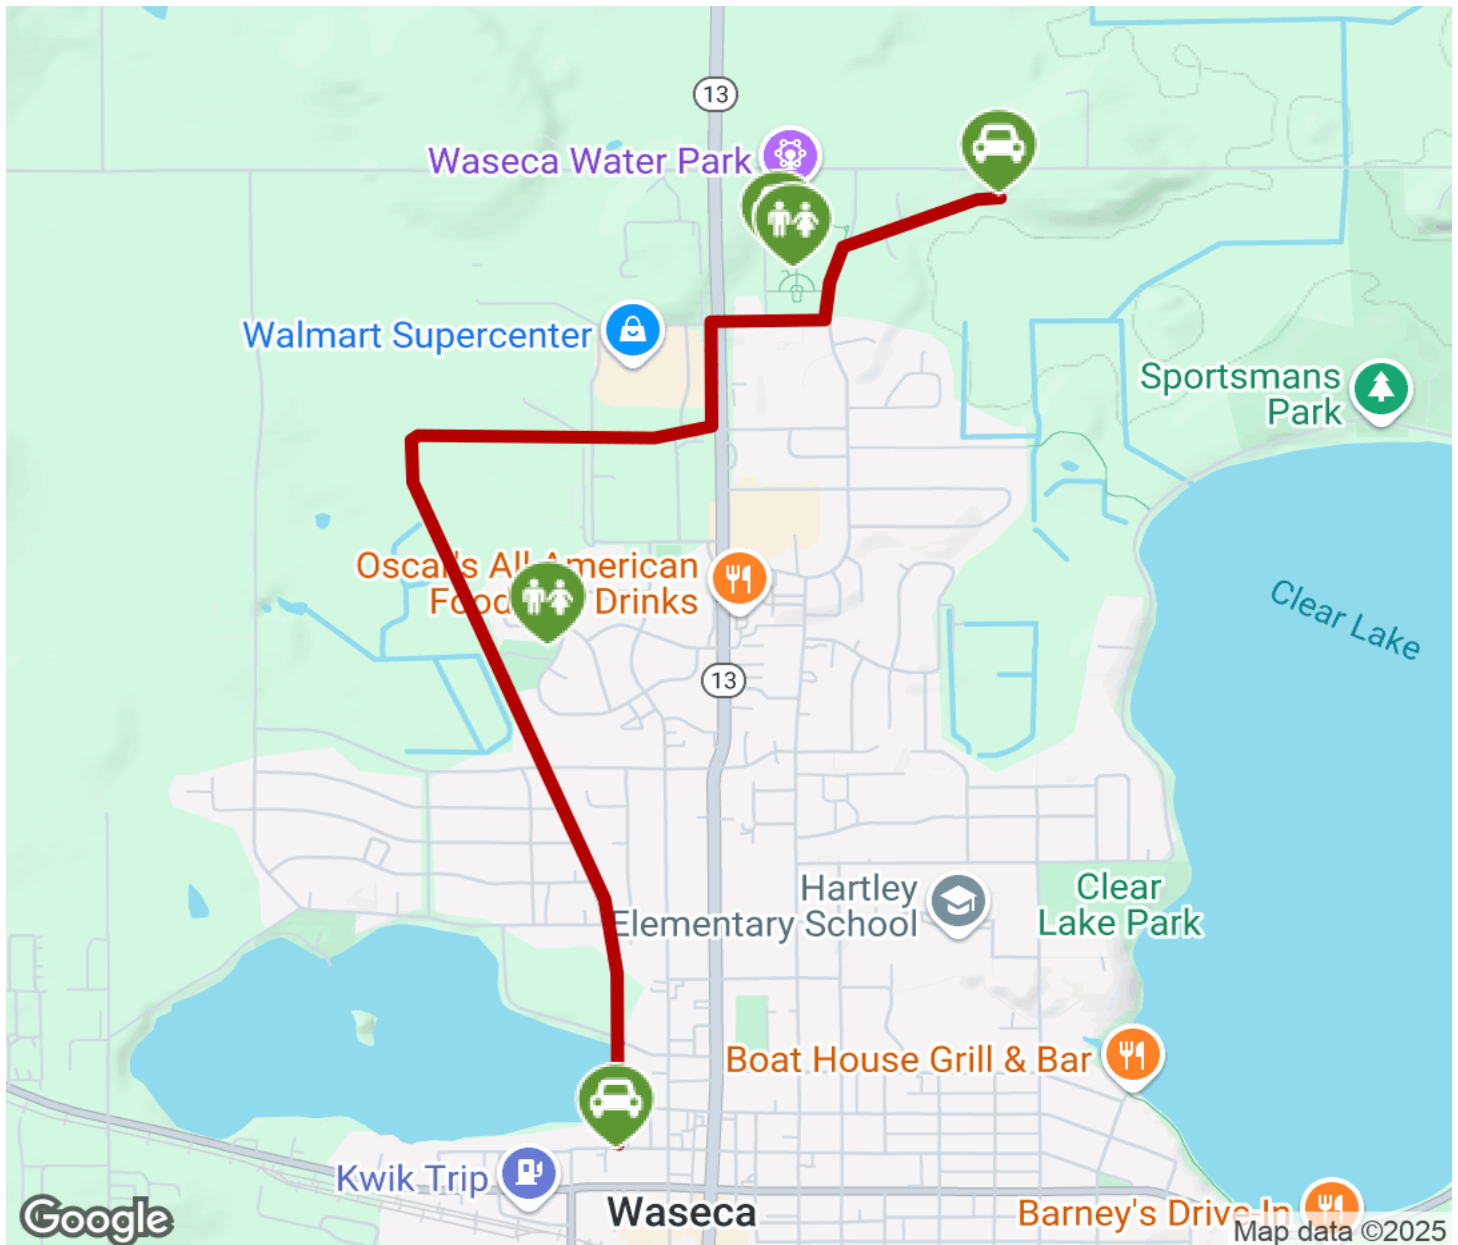 13
Waseca Water Park
Walmart Supercenter
Sportsmans
Park
Oscar's All American
Food Drinks
Clear Lake
13
Hartley
Elementary School
Clear
Lake Park
Boat House Grill & Bar
Kwik Trip
Waseca
Barney's Drive-In
Google
Map data ©2025